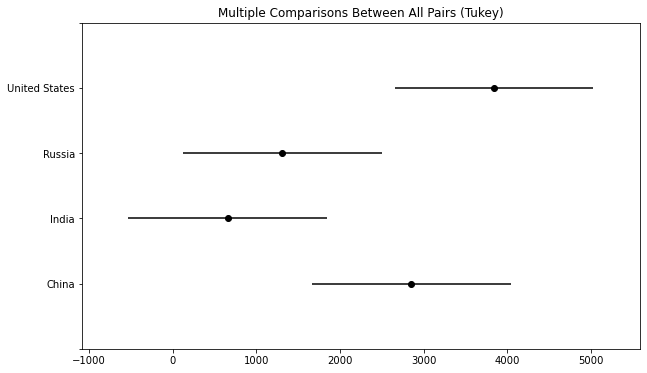 Multiple Comparisons Between All Pairs (Tukey)
United States
Russia
India
China
−1000 0 1000 2000 3000 4000 5000